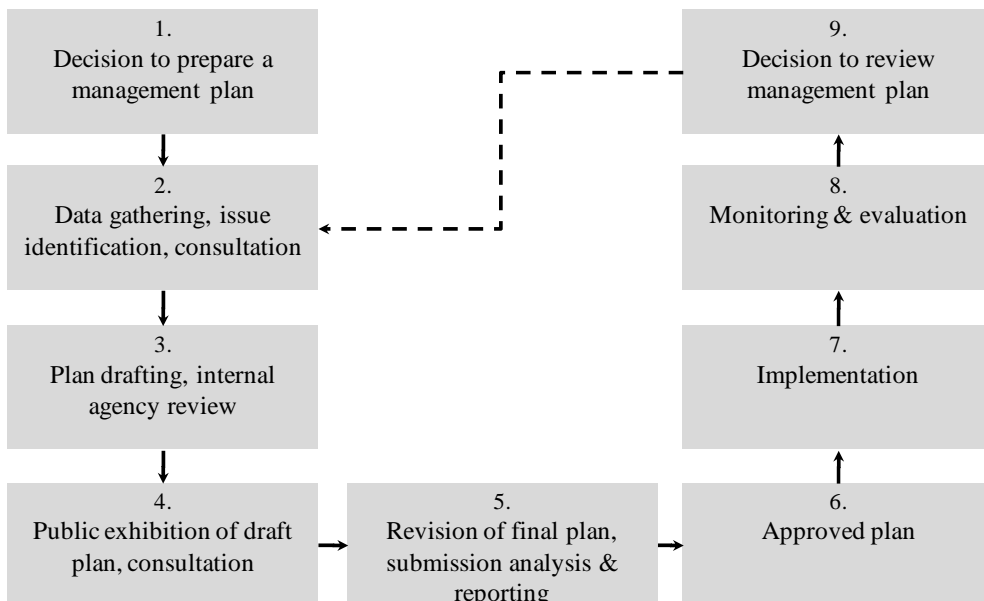 1.
Decision to prepare a
management plan
2.
Data gathering, issue
identification, consultation
3.
Plan drafting, internal
agency review
4.
Public exhibition of draft
plan, consultation
5.
Revision of final plan,
submission analysis &
reporting
6.
Approved plan
7.
Implementation
8.
Monitoring & evaluation
9.
Decision to review
management plan